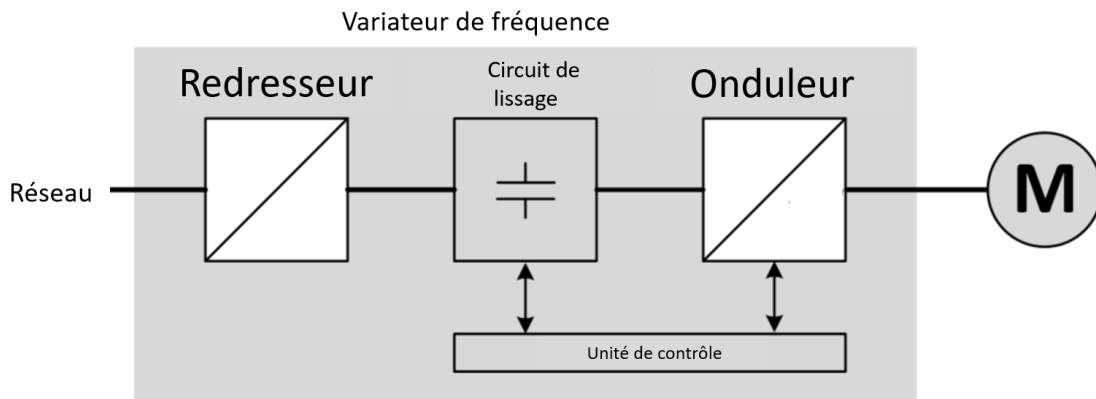 Variateur de fréquence
Redresseur
Circuit de
lissage
Onduleur
Réseau
M
Unité de contrôle